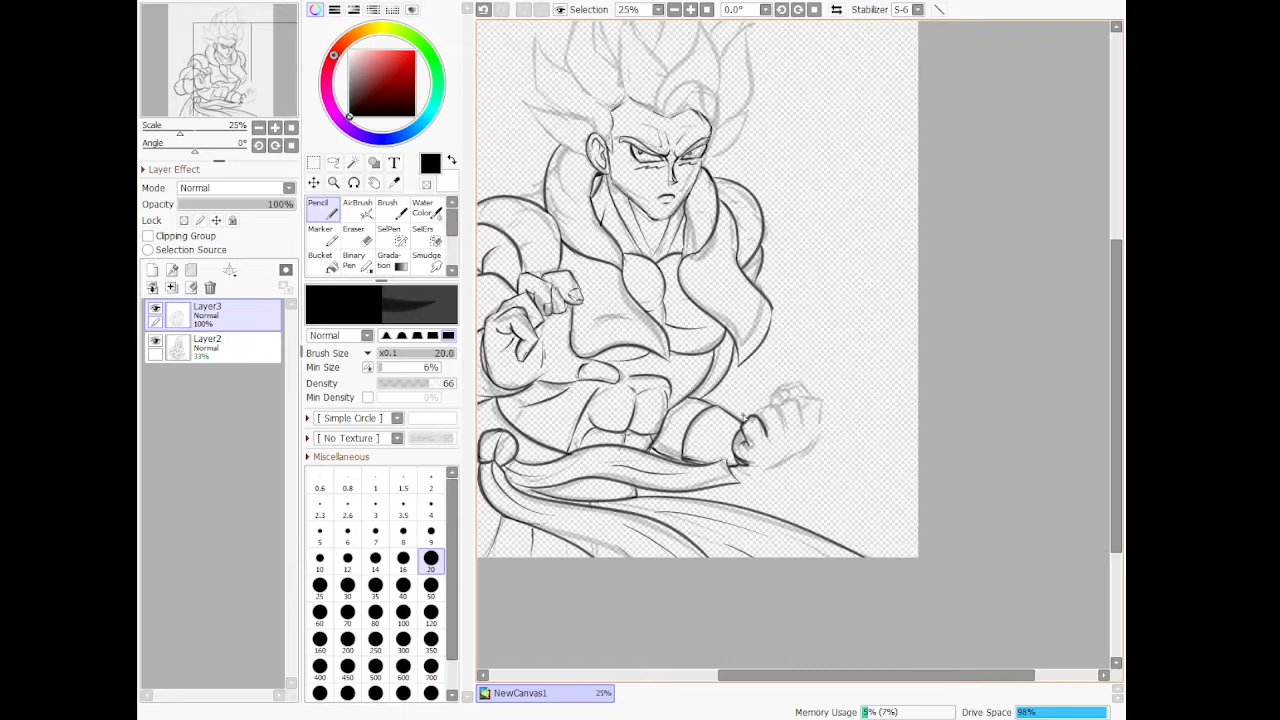 Selection 25% 0.0° Stabilizer S-6
Scale 25%
Angle 0°
Layer Effect
Mode Normal
Opacity 100%
Lock
Clipping Group
Selection Source
Layer3
Normal
100%
Layer2
Normal
33%
T
Pencil AirBrush Brush Water Color
Marker Eraser SelPen SelErs
Bucket Binary Pen Grada-tion Smudge
Normal
Brush Size x0.1 20.0
Min Size 6%
Density 66
Min Density 0%
[ Simple Circle ]
[ No Texture ]
Miscellaneous
0.6 0.8 1 1.5 2
2.3 2.6 3 3.5 4
5 6 7 8 9
10 12 14 16 20
25 30 35 40 50
60 70 80 100 120
160 200 250 300 350
400 450 500 600 700
NewCanvas1 25%
Memory Usage 5% (7%) Drive Space 98%